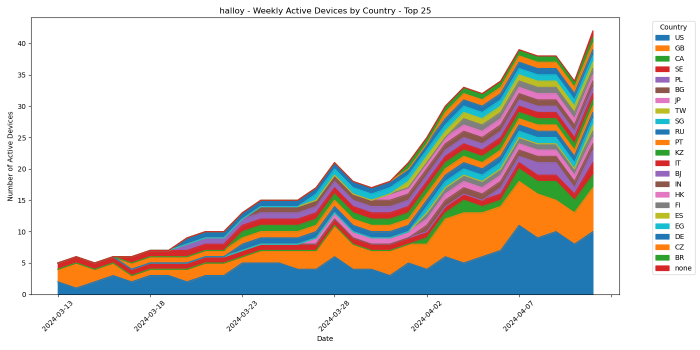 halloy - Weekly Active Devices by Country - Top 25
Number of Active Devices
40
35
30
25
20
15
10
5
0
2024-03-13
2024-03-18
2024-03-23
2024-03-28
2024-04-02
2024-04-07
Date
Country
US
GB
CA
SE
PL
BG
JP
TW
SG
RU
PT
KZ
IT
BJ
IN
HK
FI
ES
EG
DE
CZ
BR
none